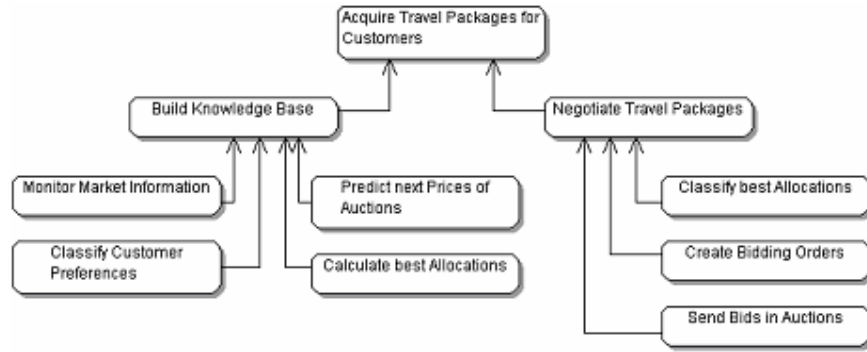 Acquire Travel Packages for
Customers
Build Knowledge Base
Negotiate Travel Packages
Monitor Market Information
Predict next Prices of
Auctions
Classify best Allocations
Classify Customer
Preferences
Calculate best Allocations
Create Bidding Orders
Send Bids in Auctions